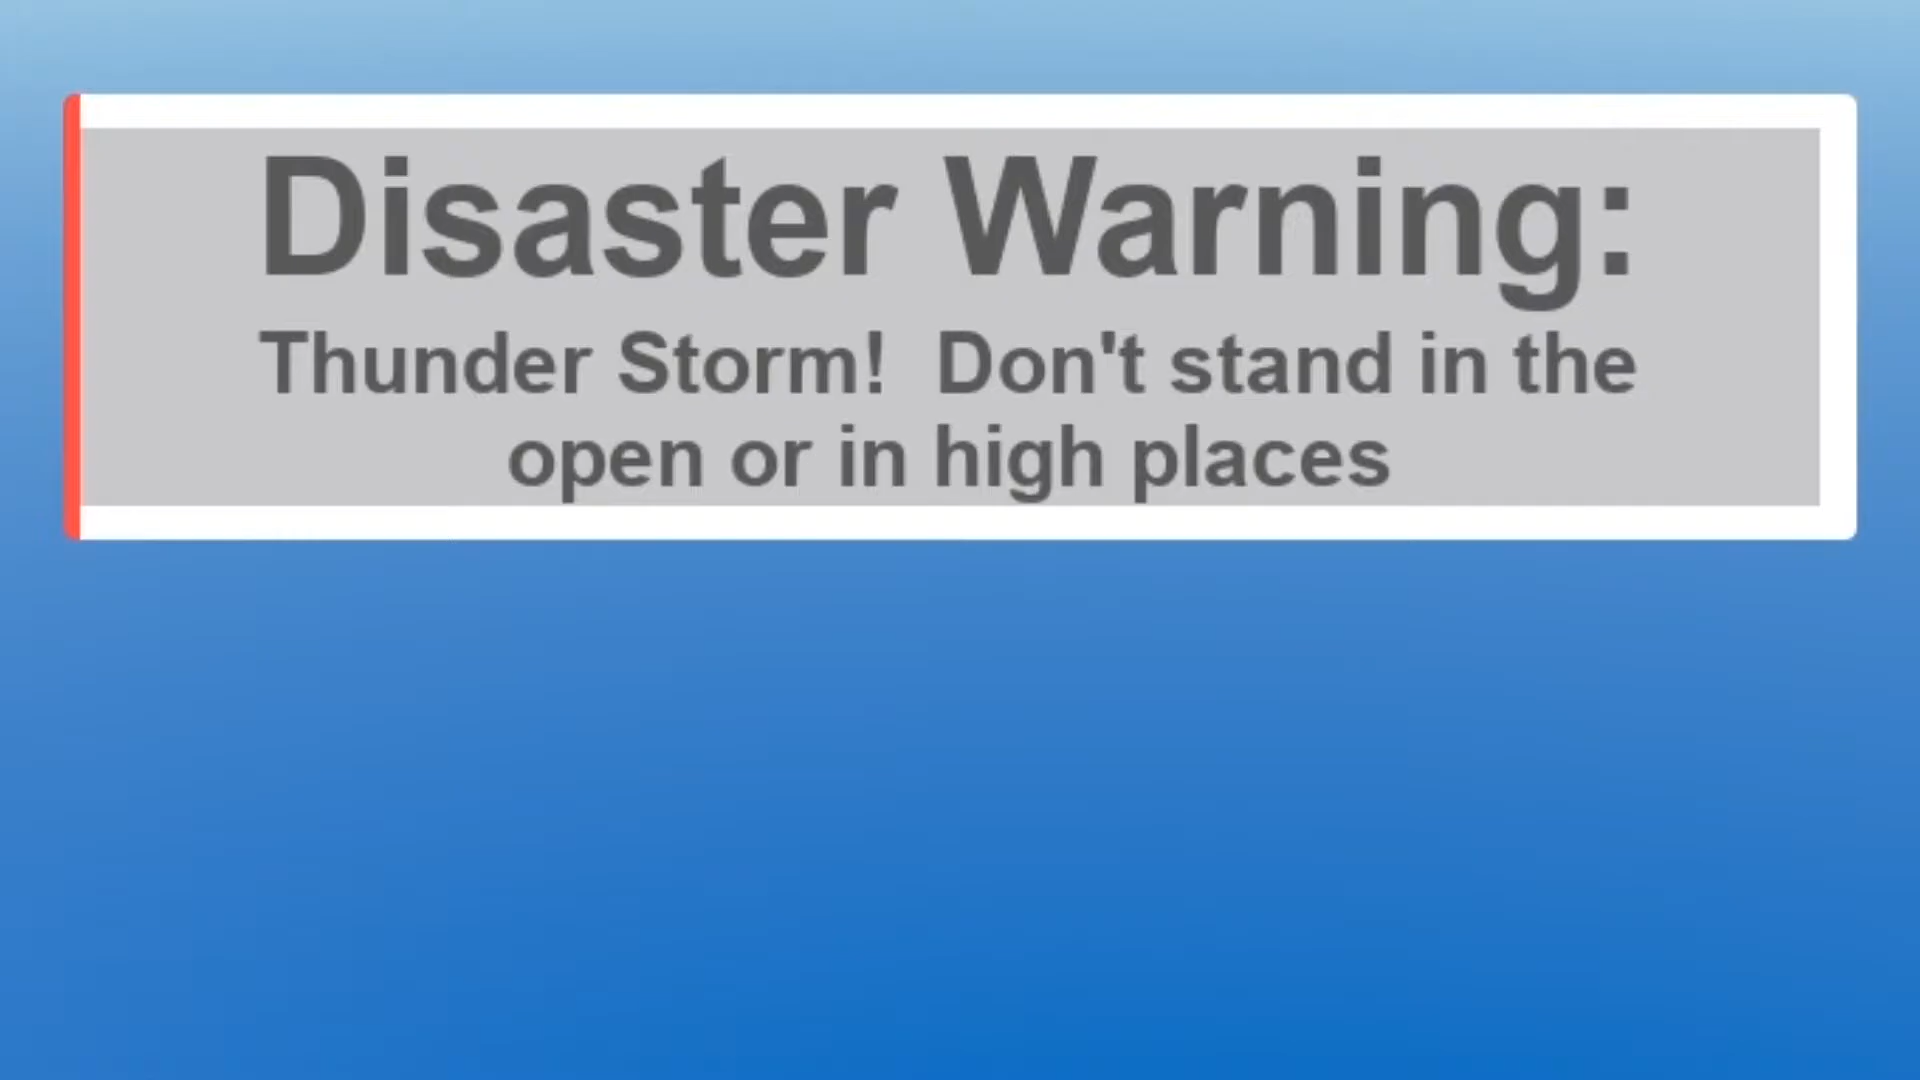 Disaster Warning:
Thunder Storm!  Don't stand in the
open or in high places